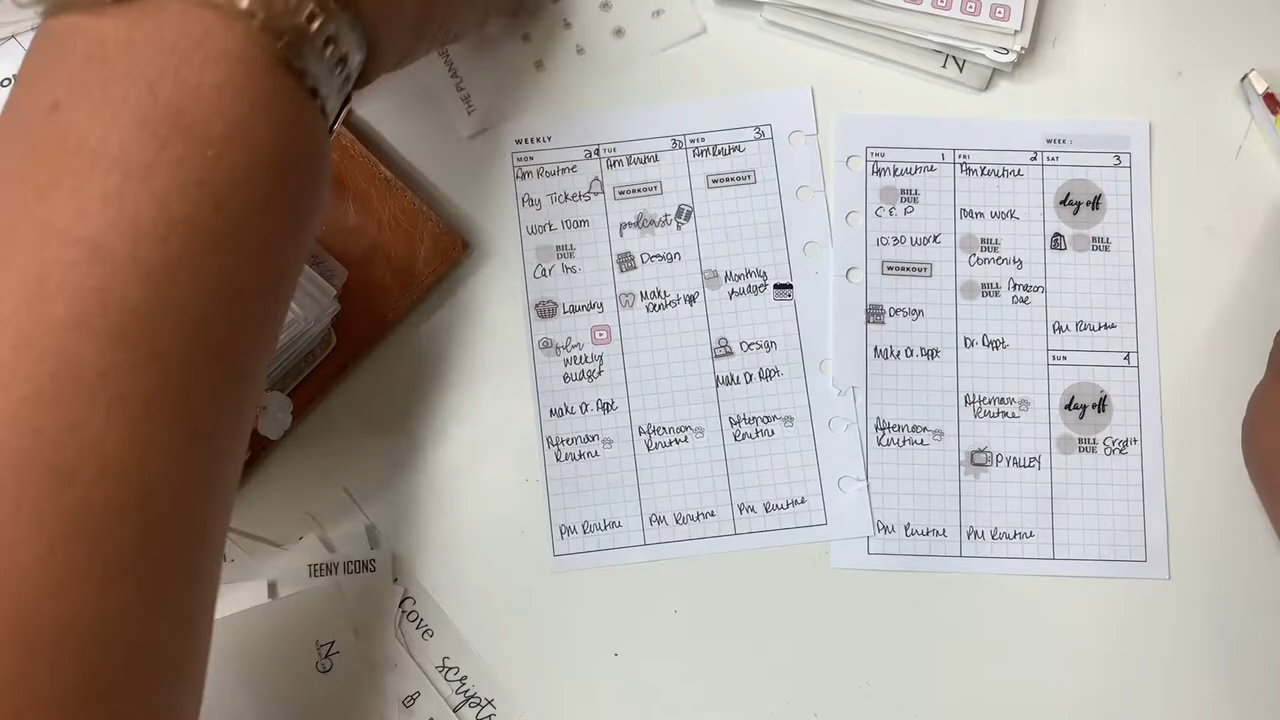 THE PLANNE
N
WEEKLY
MON 29
Am Routine
Pay Tickets
Work 10am
BILL
DUE
Car Ins.
Laundry
film
weekly
Budget
Make Dr. Appt
Afternoon
Routine
PM Routine
TUE 30
Am Routine
WORKOUT
podcast
Design
Make
Dentist App
Afternoon
Routine
PM Routine
WED 31
Am Routine
WORKOUT
Monthly
Budget
Design
Make Dr. Appt.
Afternoon
Routine
PM Routine
THU 1
Am Routine
BILL
DUE
C.E.P
10:30 Work
WORKOUT
Design
Make Dr. Appt
Afternoon
Routine
PM Routine
FRI 2
Am Routine
10am Work
BILL
DUE
Comenity
BILL
DUE
Amazon
Dr. Appt.
Afternoon
Routine
P VALLEY
PM Routine
WEEK :
SAT 3
day off
BILL
DUE
Am Routine
SUN 4
day off
BILL
DUE
Credit
One
TEENY ICONS
Cove
scripts